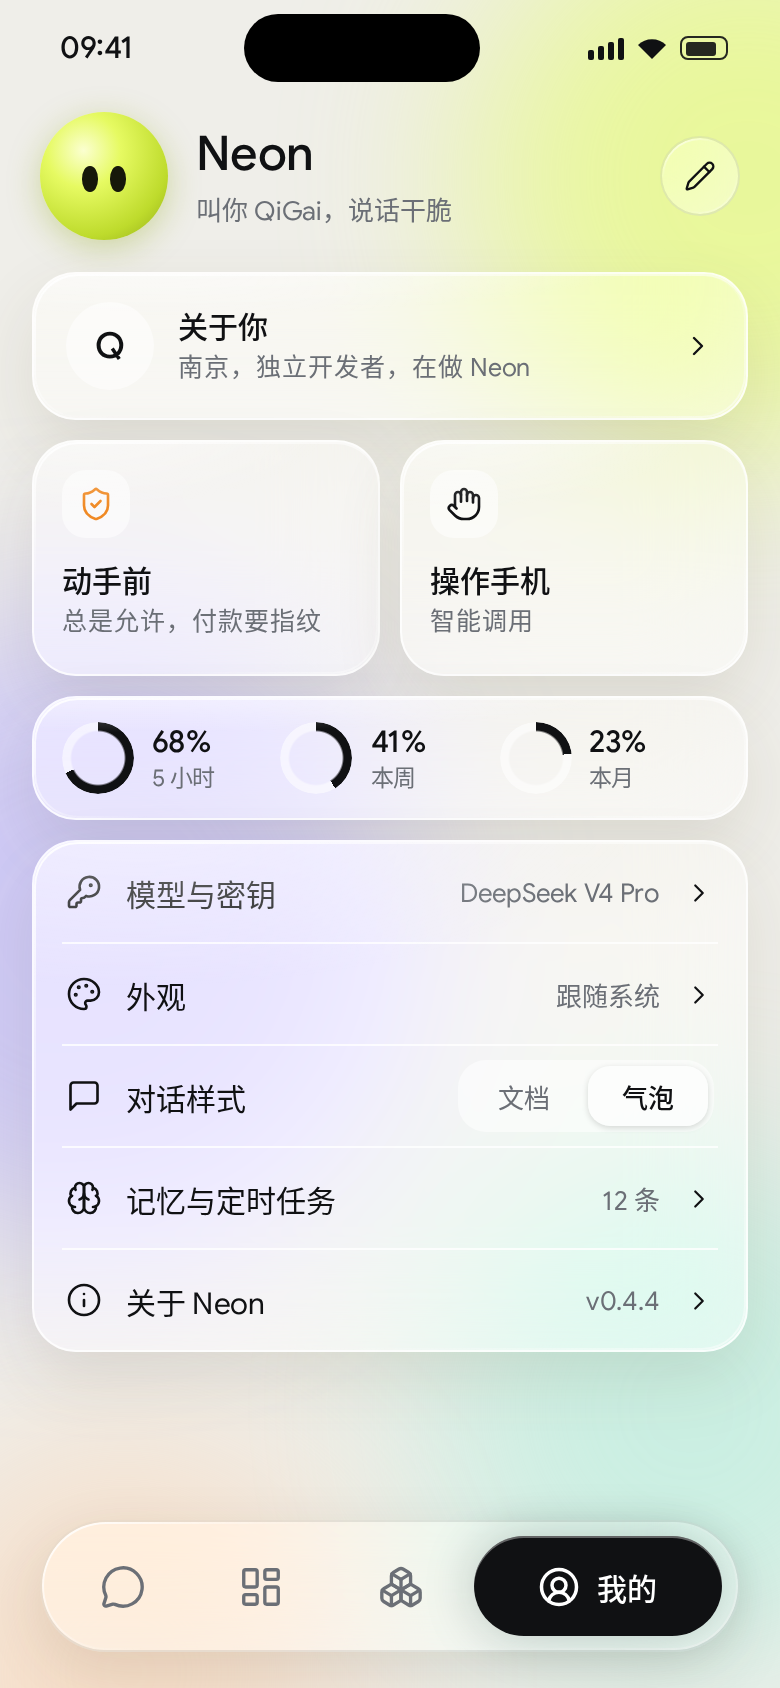 09:41
Neon
叫你 QiGai，说话干脆
Q
关于你
南京，独立开发者，在做 Neon
动手前
总是允许，付款要指纹
操作手机
智能调用
68%
5 小时
41%
本周
23%
本月
模型与密钥
DeepSeek V4 Pro
外观
跟随系统
对话样式
文档
气泡
记忆与定时任务
12 条
关于 Neon
v0.4.4
我的